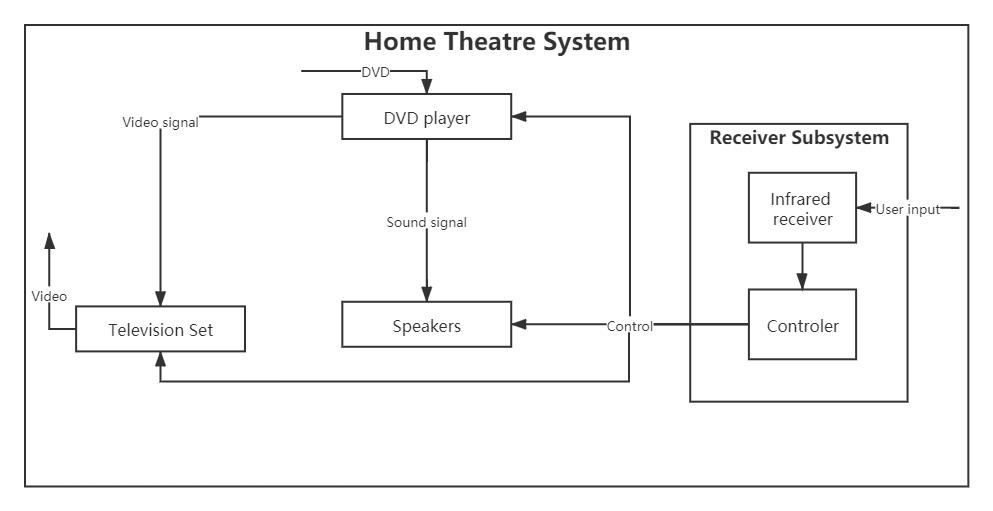 Home Theatre System
DVD
DVD player
Video signal
Receiver Subsystem
Infrared
receiver
User input
Sound signal
Video
Television Set
Speakers
Control
Controler